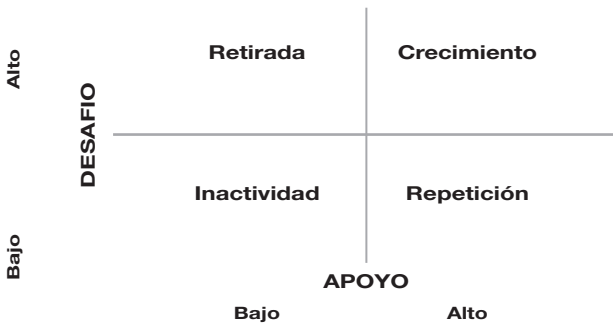 Alto
Retirada Crecimiento
DESAFIO
Inactividad Repetición
Bajo
APOYO
Bajo Alto